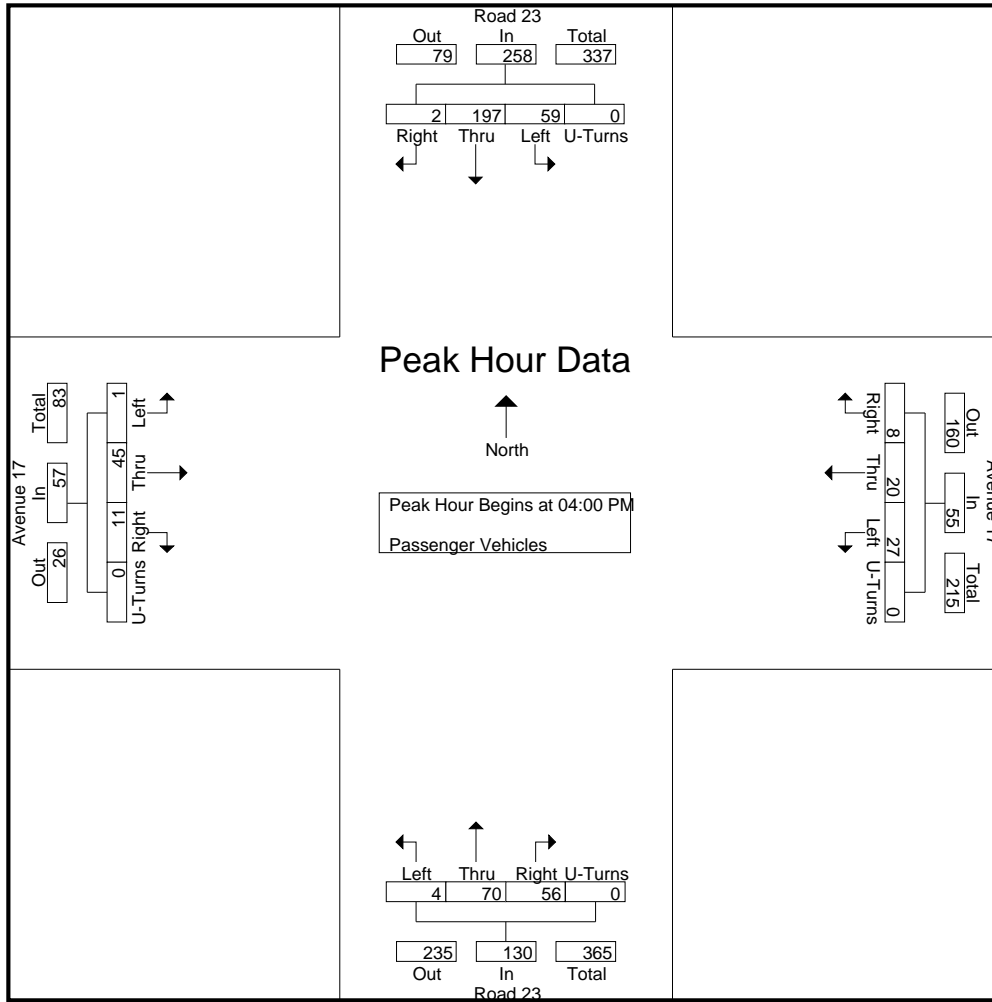 Road 23
Out In Total
79 258 337
2 197 59 0
Right Thru Left U-Turns
Peak Hour Data
North
Peak Hour Begins at 04:00 PM
Passenger Vehicles
Avenue 17
Total In Out
83 57 26
1 45 11 0
Left Thru Right U-Turns
Right Thru Left U-Turns
8 20 27 0
Out In Total
160 55 215
Avenue 17
Left Thru Right U-Turns
4 70 56 0
235 130 365
Out In Total
Road 23